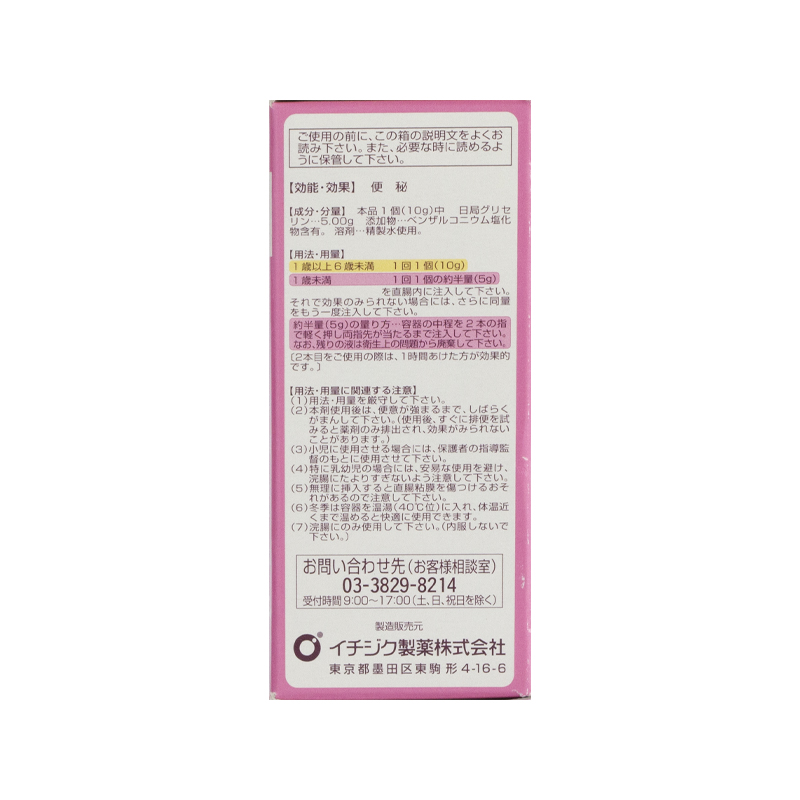 ご使用の前に、この箱の説明文をよくお
読み下さい。また、必要な時に読めるよ
うに保管して下さい。
【効能・効果】 便 秘
【成分・分量】 本品1個(10g)中 日局グリセ
リン…5.00g 添加物…ベンザルコニウム塩化
物含有。 溶剤…精製水使用。
【用法・用量】
1歳以上6歳未満 1回1個(10g)
1歳未満 1回1個の約半量(5g)
を直腸内に注入して下さい。
それで効果のみられない場合には、さらに同量
をもう一度注入して下さい。
約半量(5g)の量り方…容器の中程を2本の指
で軽く押し両指先が当たるまで注入して下さい。
なお、残りの液は衛生上の問題から廃棄して下さい。
〔2本目をご使用の際は、1時間あけた方が効果的
です。〕
【用法・用量に関連する注意】
(1)用法・用量を厳守して下さい。
(2)本剤使用後は、便意が強まるまで、しばらく
がまんして下さい。(使用後、すぐに排便を試
みると薬剤のみ排出され、効果がみられない
ことがあります。)
(3)小児に使用させる場合には、保護者の指導監
督のもとに使用させて下さい。
(4)特に乳幼児の場合には、安易な使用を避け、
浣腸にたよりすぎないよう注意して下さい。
(5)無理に挿入すると直腸粘膜を傷つけるおそ
れがあるので注意して下さい。
(6)冬季は容器を温湯(40℃位)に入れ、体温近
くまで温めると快適に使用できます。
(7)浣腸にのみ使用して下さい。(内服しないで
下さい。)
お問い合わせ先(お客様相談室)
03-3829-8214
受付時間 9:00~17:00(土、日、祝日を除く)
製造販売元
イチジク製薬株式会社
東京都墨田区東駒形4-16-6